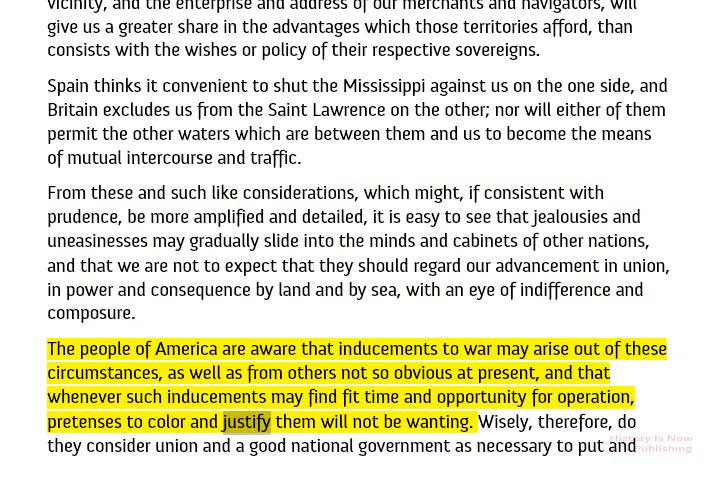 vicinity, and the enterprise and address of our merchants and navigators, will
give us a greater share in the advantages which those territories afford, than
consists with the wishes or policy of their respective sovereigns.
Spain thinks it convenient to shut the Mississippi against us on the one side, and
Britain excludes us from the Saint Lawrence on the other; nor will either of them
permit the other waters which are between them and us to become the means
of mutual intercourse and traffic.
From these and such like considerations, which might, if consistent with
prudence, be more amplified and detailed, it is easy to see that jealousies and
uneasinesses may gradually slide into the minds and cabinets of other nations,
and that we are not to expect that they should regard our advancement in union,
in power and consequence by land and by sea, with an eye of indifference and
composure.
The people of America are aware that inducements to war may arise out of these
circumstances, as well as from others not so obvious at present, and that
whenever such inducements may find fit time and opportunity for operation,
pretenses to color and justify them will not be wanting. Wisely, therefore, do
they consider union and a good national government as necessary to put and
History Is Now
Publishing